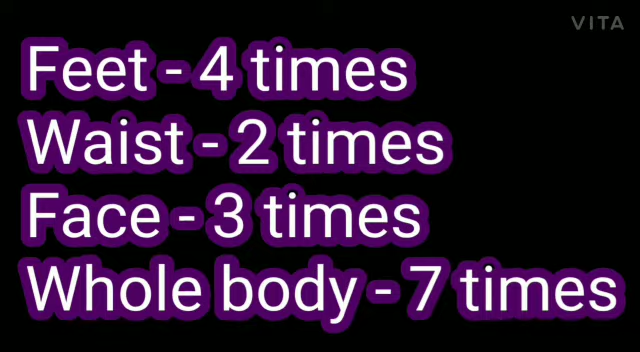 VITA
Feet - 4 times
Waist - 2 times
Face - 3 times
Whole body - 7 times